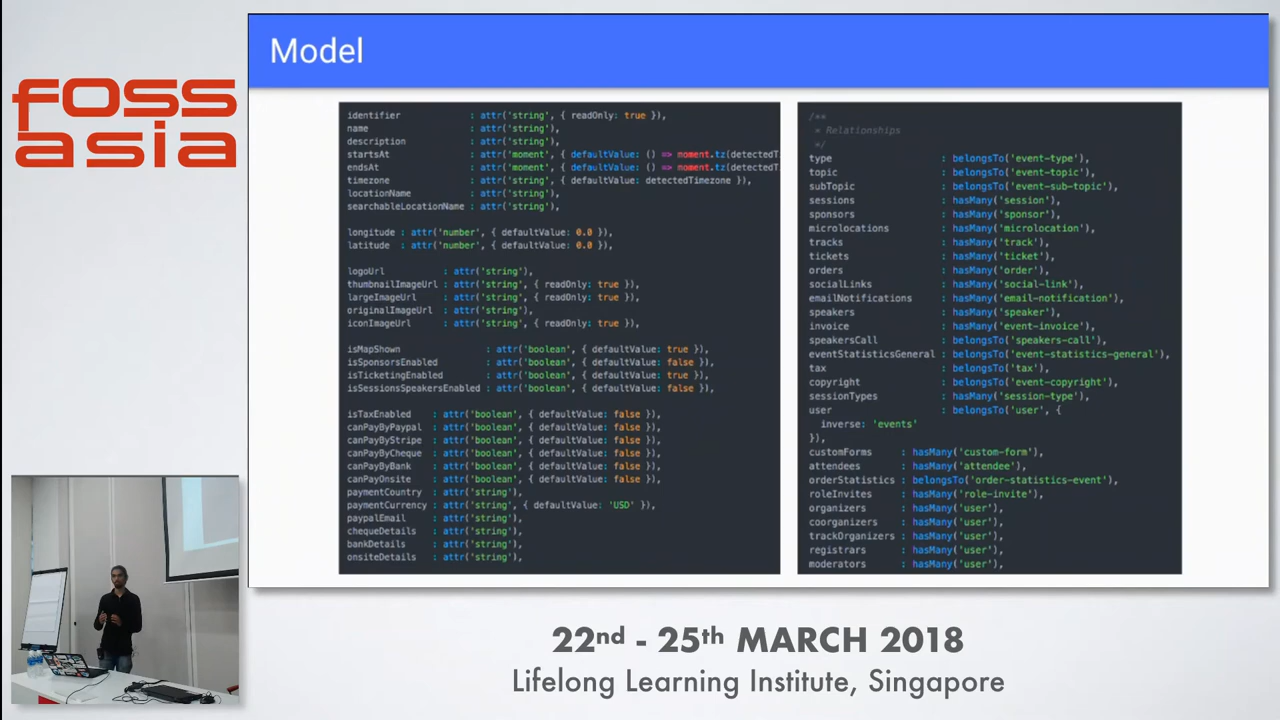 foss
asia
Model
identifier : attr('string', { readOnly: true }),
name : attr('string'),
description : attr('string'),
startsAt : attr('moment', { defaultValue: () => moment.tz(detectedT
endsAt : attr('moment', { defaultValue: () => moment.tz(detectedT
timezone : attr('string', { defaultValue: detectedTimezone }),
locationName : attr('string'),
searchableLocationName : attr('string'),
longitude : attr('number', { defaultValue: 0.0 }),
latitude : attr('number', { defaultValue: 0.0 }),
logoUrl : attr('string'),
thumbnailImageUrl : attr('string', { readOnly: true }),
largeImageUrl : attr('string', { readOnly: true }),
originalImageUrl : attr('string'),
iconImageUrl : attr('string', { readOnly: true }),
isMapShown : attr('boolean', { defaultValue: true }),
isSponsorsEnabled : attr('boolean', { defaultValue: false }),
isTicketingEnabled : attr('boolean', { defaultValue: true }),
isSessionsSpeakersEnabled : attr('boolean', { defaultValue: false }),
isTaxEnabled : attr('boolean', { defaultValue: false }),
canPayByPaypal : attr('boolean', { defaultValue: false }),
canPayByStripe : attr('boolean', { defaultValue: false }),
canPayByCheque : attr('boolean', { defaultValue: false }),
canPayByBank : attr('boolean', { defaultValue: false }),
canPayOnsite : attr('boolean', { defaultValue: false }),
paymentCountry : attr('string'),
paymentCurrency : attr('string', { defaultValue: 'USD' }),
paypalEmail : attr('string'),
chequeDetails : attr('string'),
bankDetails : attr('string'),
onsiteDetails : attr('string'),
/**
* Relationships
*/
type : belongsTo('event-type'),
topic : belongsTo('event-topic'),
subTopic : belongsTo('event-sub-topic'),
sessions : hasMany('session'),
sponsors : hasMany('sponsor'),
microlocations : hasMany('microlocation'),
tracks : hasMany('track'),
tickets : hasMany('ticket'),
orders : hasMany('order'),
socialLinks : hasMany('social-link'),
emailNotifications : hasMany('email-notification'),
speakers : hasMany('speaker'),
invoice : hasMany('event-invoice'),
speakersCall : belongsTo('speakers-call'),
eventStatisticsGeneral : belongsTo('event-statistics-general'),
tax : belongsTo('tax'),
copyright : belongsTo('event-copyright'),
sessionTypes : hasMany('session-type'),
user : belongsTo('user', {
inverse: 'events'
}),
customForms : hasMany('custom-form'),
attendees : hasMany('attendee'),
orderStatistics : belongsTo('order-statistics-event'),
roleInvites : hasMany('role-invite'),
organizers : hasMany('user'),
coorganizers : hasMany('user'),
trackOrganizers : hasMany('user'),
registrars : hasMany('user'),
moderators : hasMany('user'),
22nd - 25th MARCH 2018
Lifelong Learning Institute, Singapore